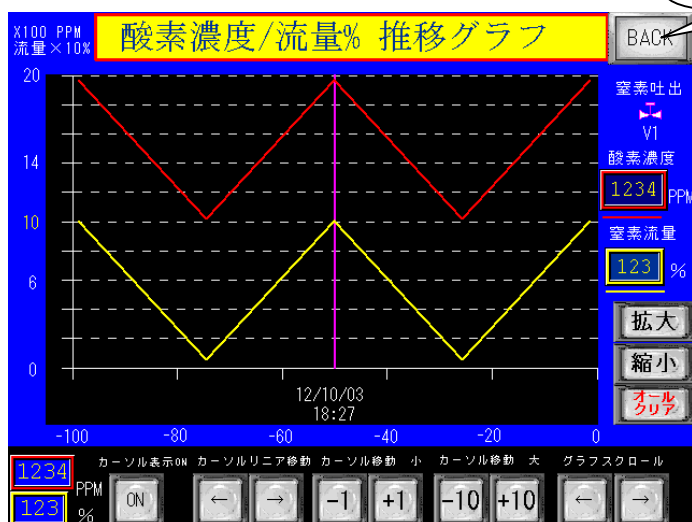 X100 PPM
流量×10%
酸素濃度/流量% 推移グラフ
BACK
20
14
10
6
0
窒素吐出
V1
酸素濃度
1234 PPM
窒素流量
123 %
拡大
縮小
オール
クリア
12/10/03
18:27
-100 -80 -60 -40 -20 0
カーソル表示ON カーソルリニア移動 カーソル移動 小 カーソル移動 大 グラフスクロール
1234 PPM
123 %
ON ← → -1 +1 -10 +10 ← →